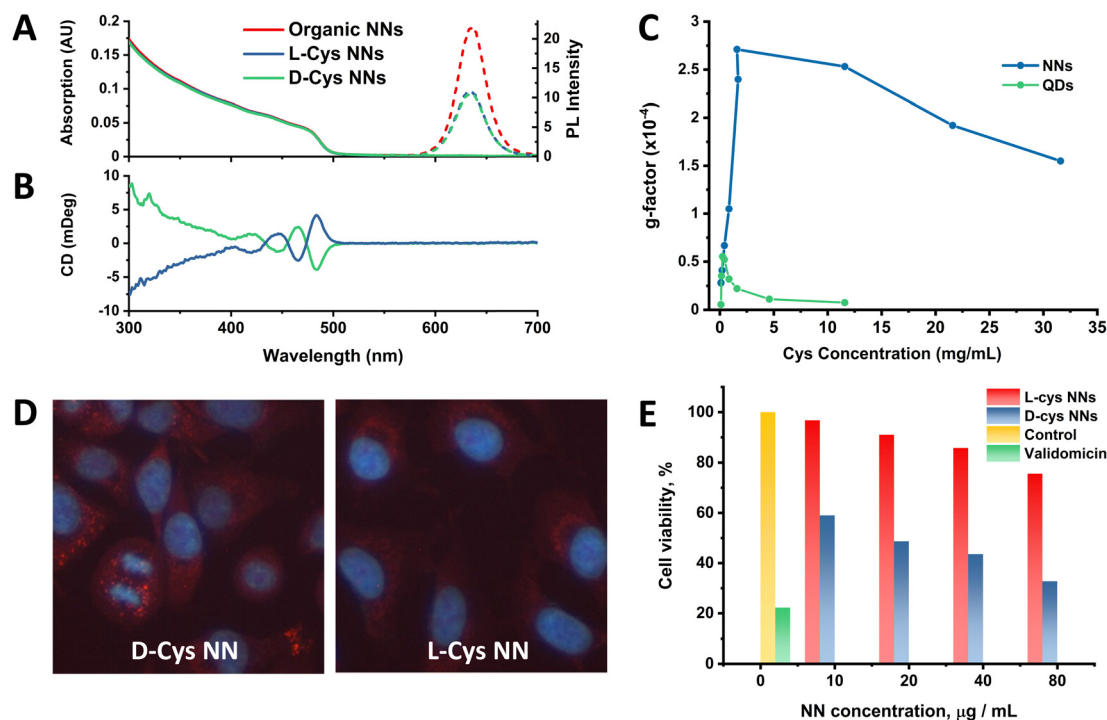 A
Absorption (AU)
0.2
0.15
0.1
0.05
0
Organic NNs
L-Cys NNs
D-Cys NNs
20
15
10
5
0
PL Intensity
B
CD (mDeg)
10
5
0
-5
-10
300 400 500 600 700
Wavelength (nm)
C
g-factor (x10⁻⁴)
3
2.5
2
1.5
1
0.5
0
NNs
QDs
0 5 10 15 20 25 30 35
Cys Concentration (mg/mL)
D
D-Cys NN
L-Cys NN
E
Cell viability, %
100
80
60
40
20
0
L-cys NNs
D-cys NNs
Control
Validomicin
0 10 20 40 80
NN concentration, μg / mL